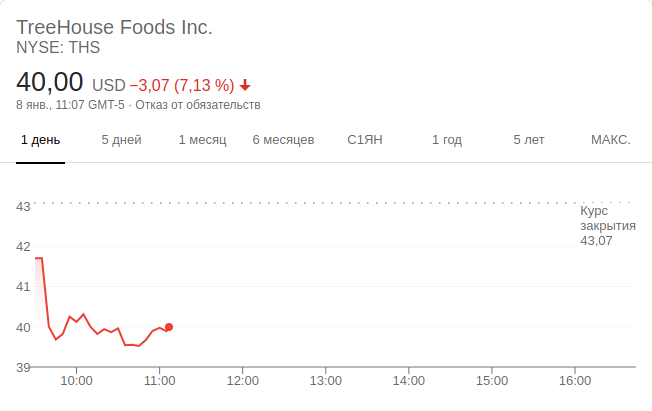 TreeHouse Foods Inc.
NYSE: THS
40,00 USD −3,07 (7,13 %)
8 янв., 11:07 GMT-5 · Отказ от обязательств
1 день 5 дней 1 месяц 6 месяцев С1ЯН 1 год 5 лет МАКС.
43
Курс
закрытия
43,07
42
41
40
39
10:00 11:00 12:00 13:00 14:00 15:00 16:00